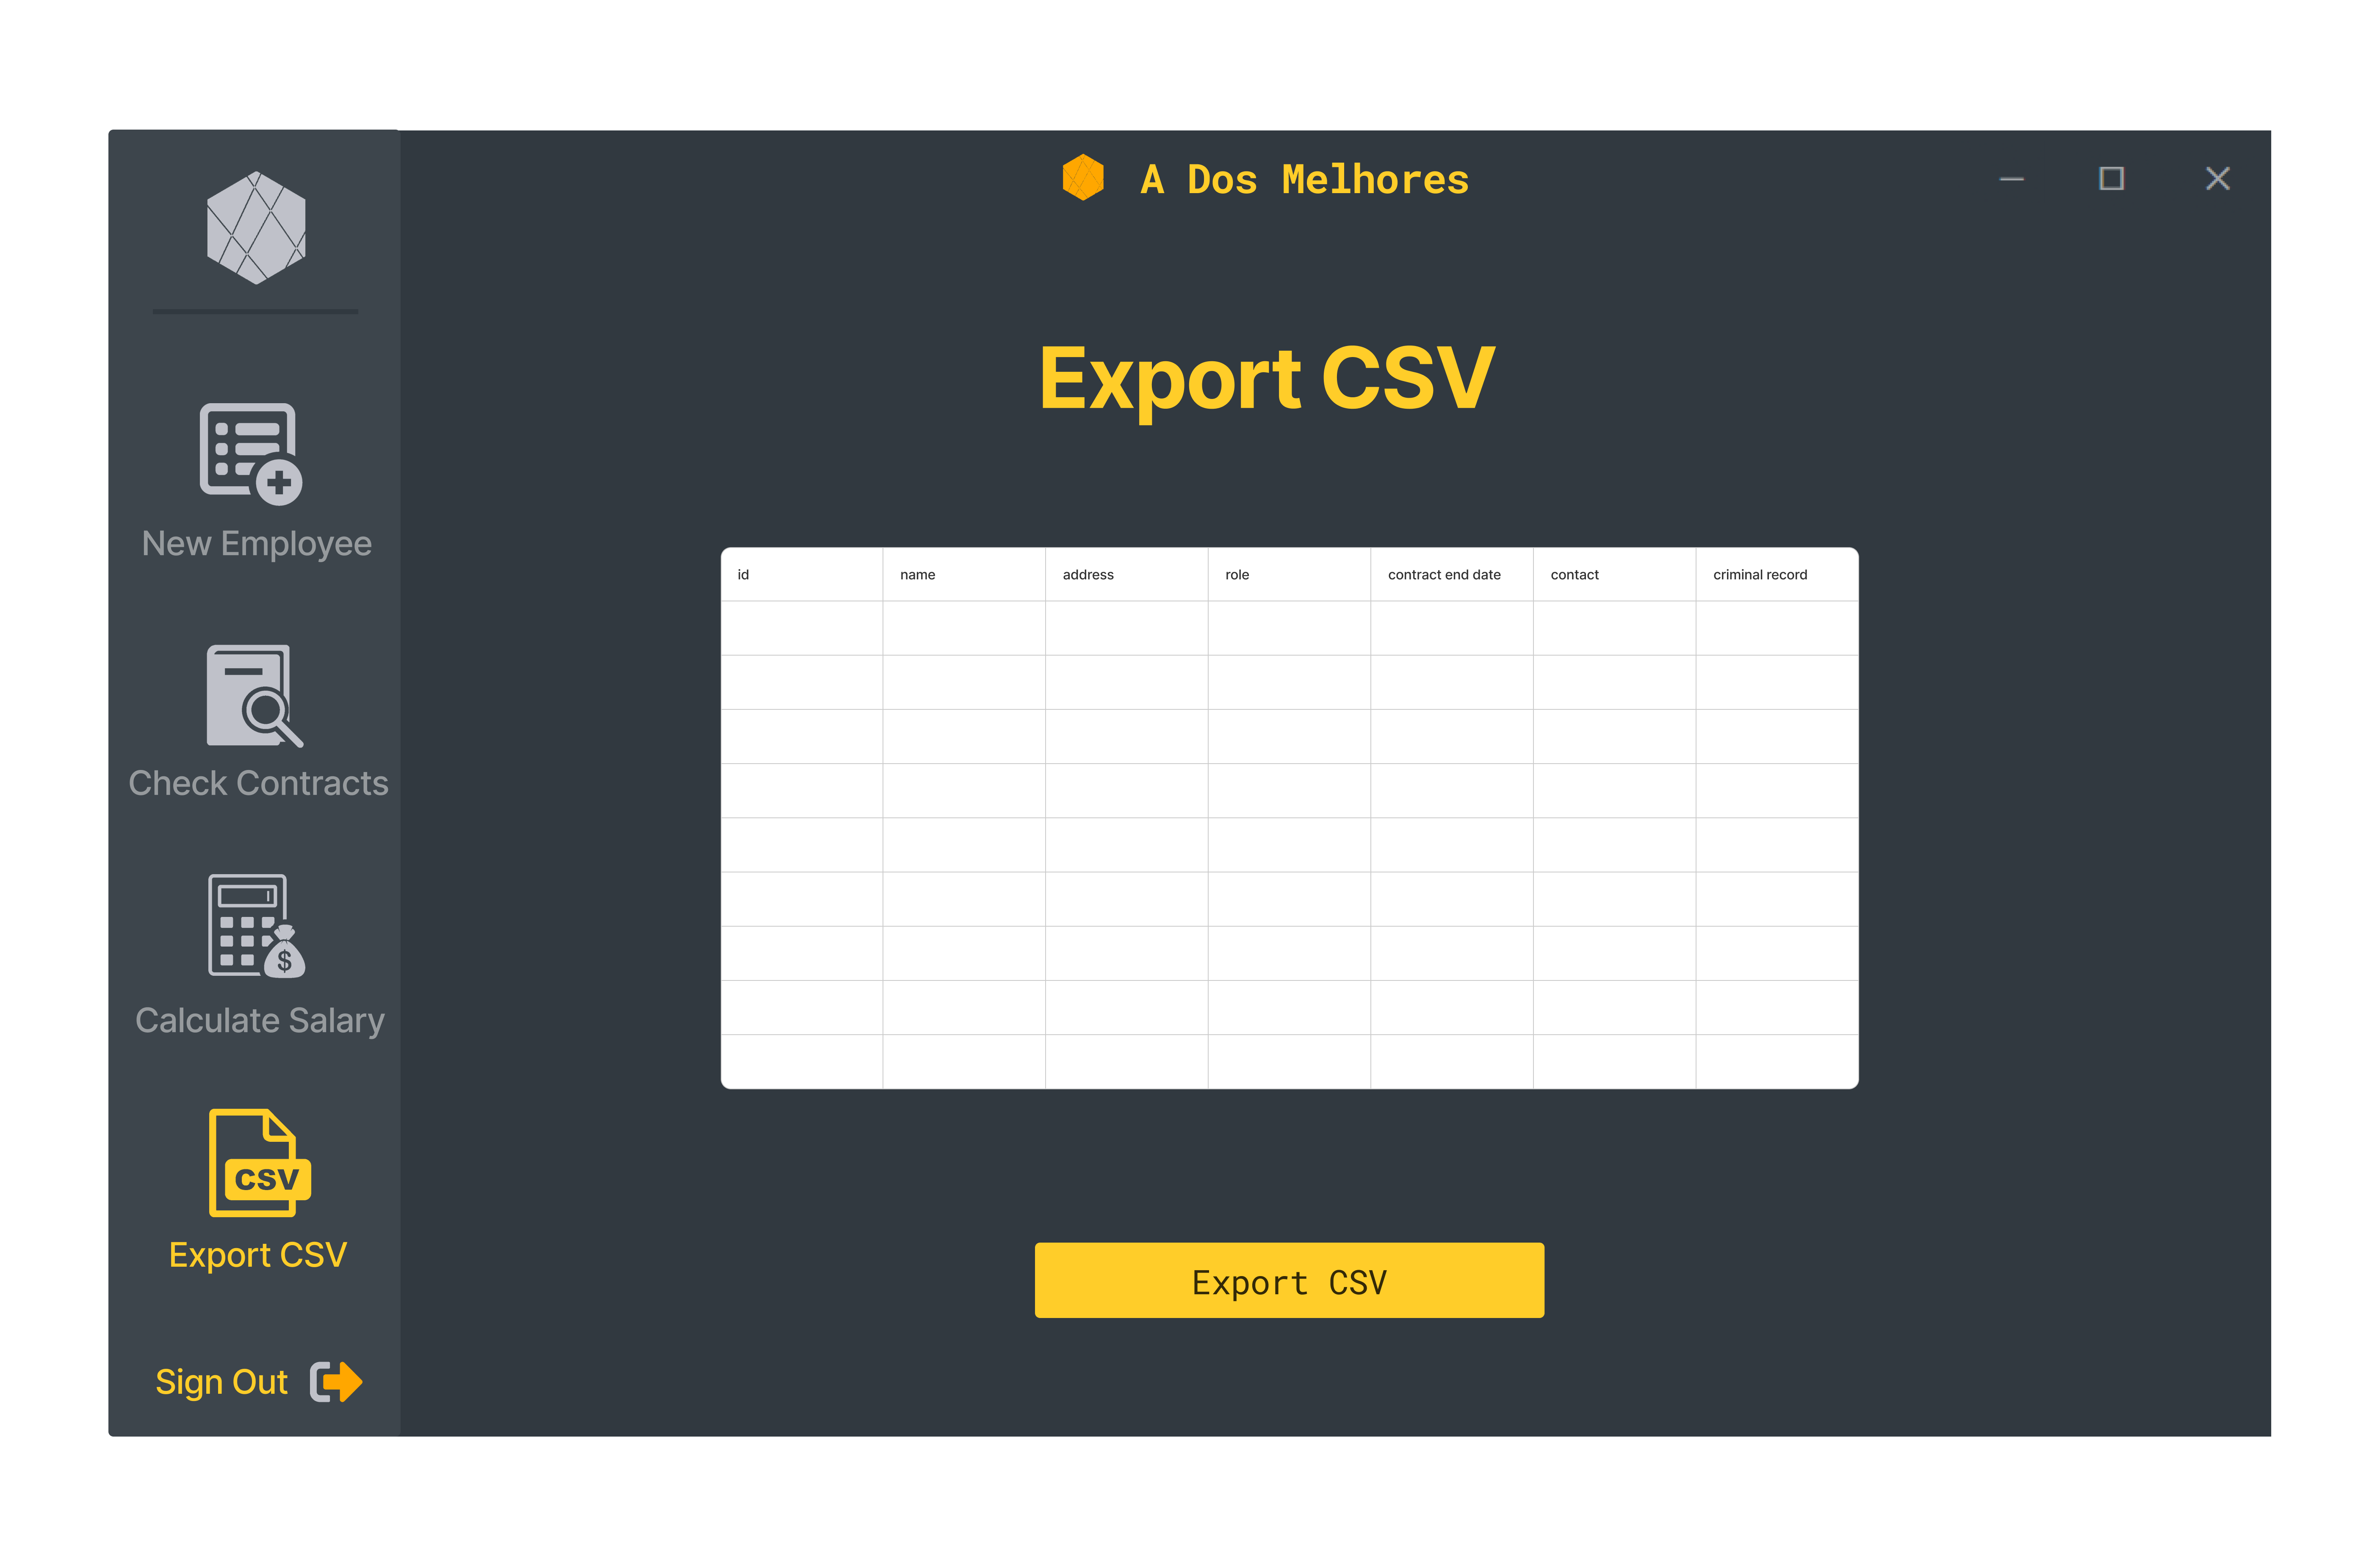 A Dos Melhores
Export CSV
New Employee
Check Contracts
Calculate Salary
$
CSV
Export CSV
Sign Out
id name address role contract end date contact criminal record
Export CSV